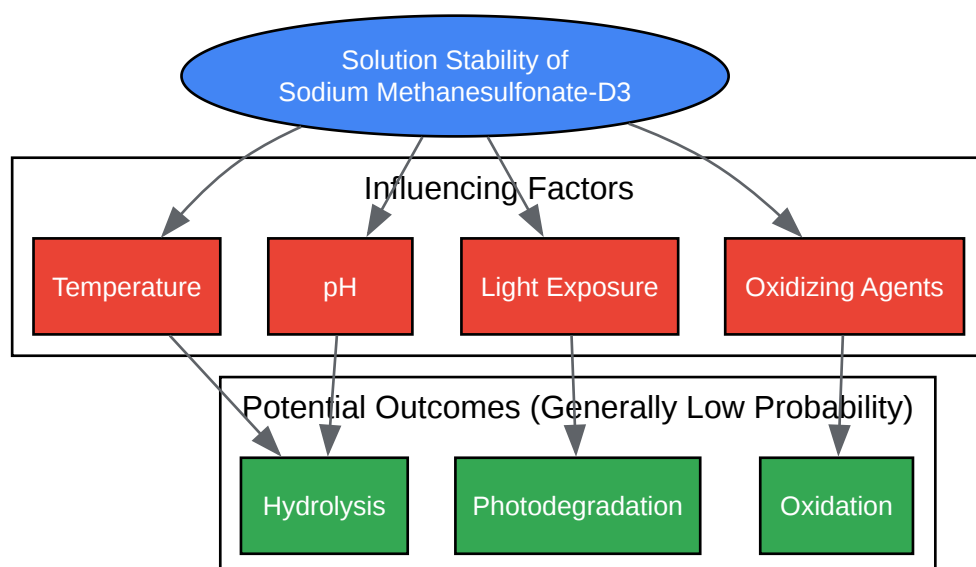 Solution Stability of
Sodium Methanesulfonate-D3
Influencing Factors
Temperature
pH
Light Exposure
Oxidizing Agents
Potential Outcomes (Generally Low Probability)
Hydrolysis
Photodegradation
Oxidation